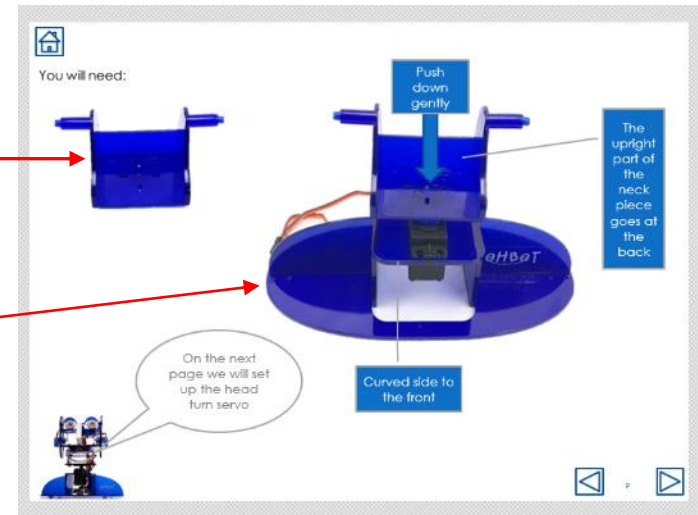 You will need:
Push
down
gently
The
upright
part of
the
neck
piece
goes at
the
back
OHBOT
On the next
page we will set
up the head
turn servo
Curved side to
the front